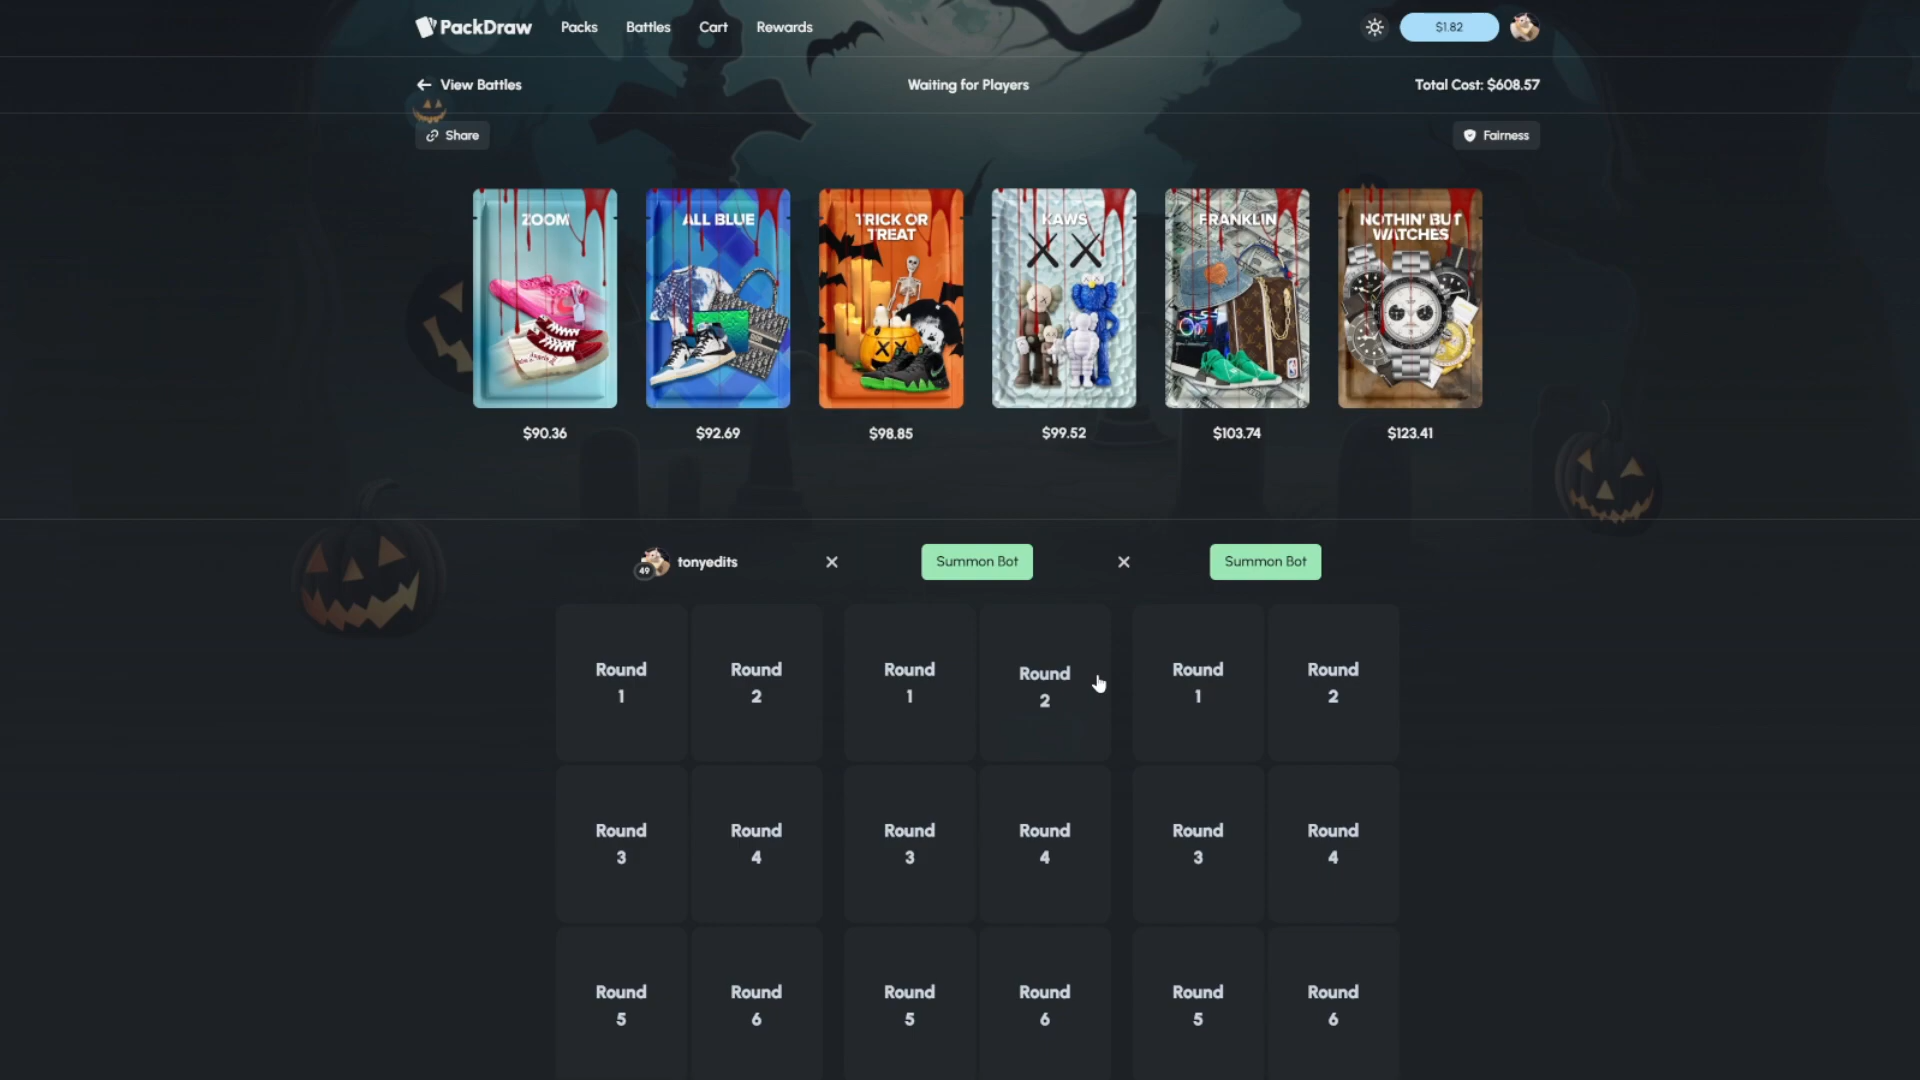 PackDraw Packs Battles Cart Rewards $1.82
View Battles Waiting for Players Total Cost: $608.57
Share Fairness
ZOOM ALL BLUE TRICK OR TREAT KAWS FRANKLIN NOTHIN' BUT WATCHES
$90.36 $92.69 $98.85 $99.52 $103.74 $123.41
49 tonyedits Summon Bot Summon Bot
Round Round Round Round Round Round
1 2 1 2 1 2
Round Round Round Round Round Round
3 4 3 4 3 4
Round Round Round Round Round Round
5 6 5 6 5 6